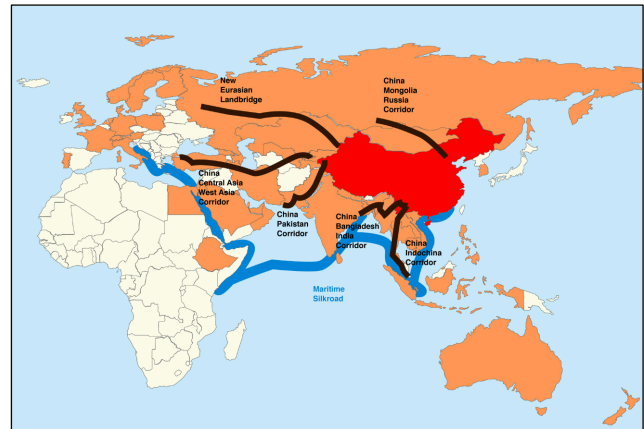 New
Eurasian
Landbridge
China
Mongolia
Russia
Corridor
China
Central Asia
West Asia
Corridor
China
Pakistan
Corridor
China
Bangladesh
India
Corridor
China
Indochina
Corridor
Maritime
Silkroad